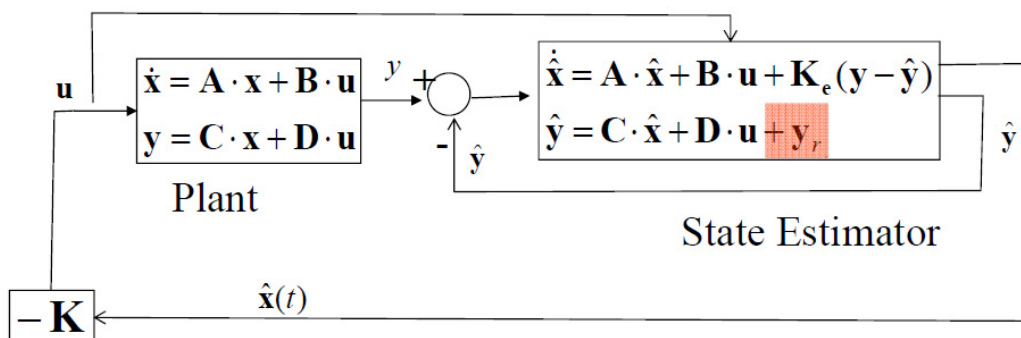 u
ẋ = A · x + B · u
y = C · x + D · u
Plant
y
+
-
ŷ
x̂̇ = A · x̂ + B · u + Kₑ(y − ŷ)
ŷ = C · x̂ + D · u + yᵣ
ŷ
State Estimator
x̂(t)
− K